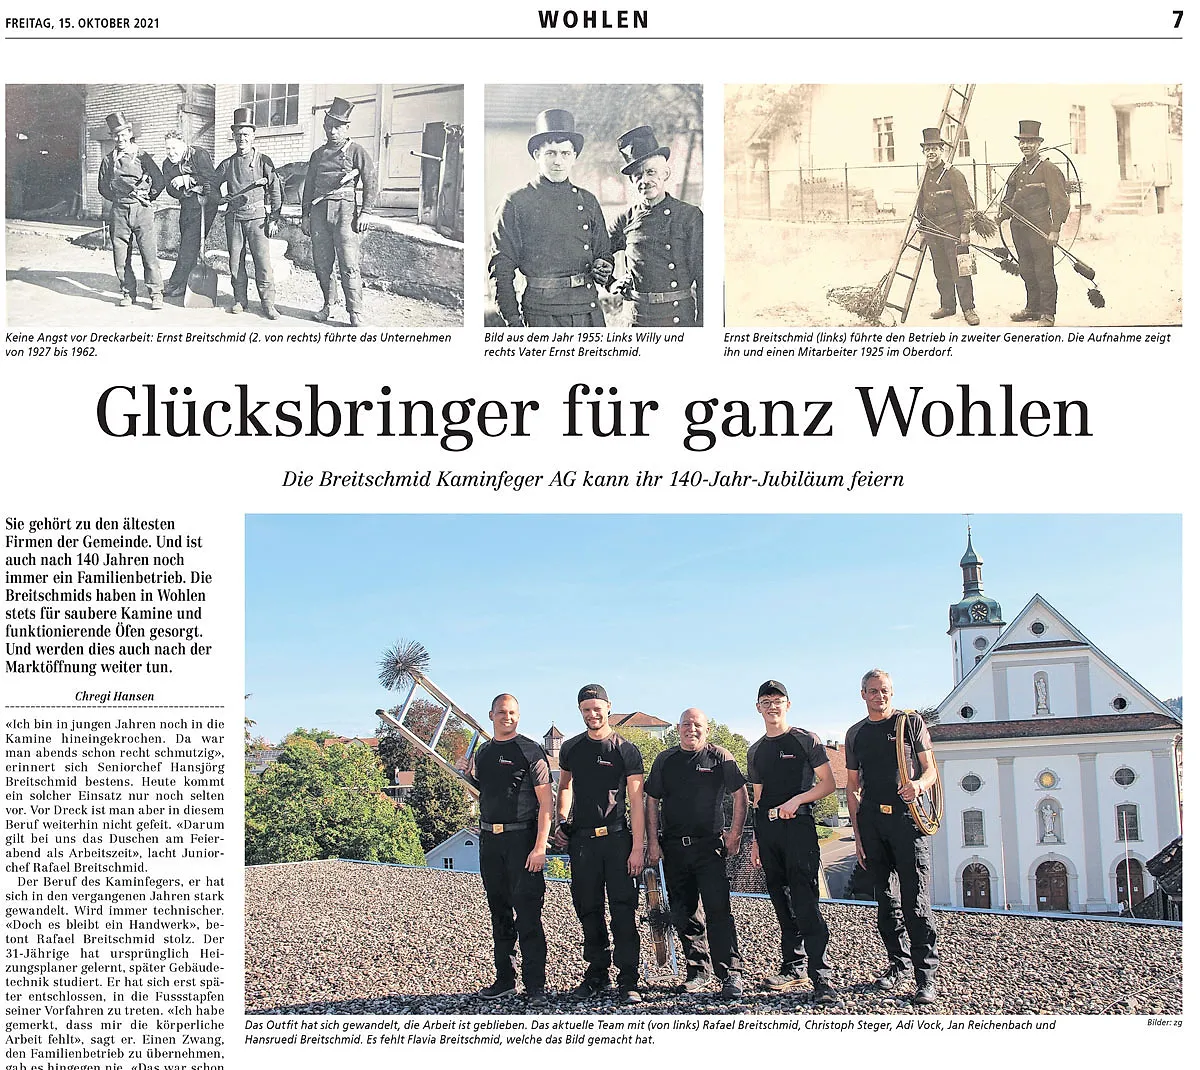 FREITAG, 15. OKTOBER 2021
WOHLEN
7
Keine Angst vor Dreckarbeit: Ernst Breitschmid (2. von rechts) führte das Unternehmen
von 1927 bis 1962.
Bild aus dem Jahr 1955: Links Willy und
rechts Vater Ernst Breitschmid.
Ernst Breitschmid (links) führte den Betrieb in zweiter Generation. Die Aufnahme zeigt
ihn und einen Mitarbeiter 1925 im Oberdorf.
Glücksbringer für ganz Wohlen
Die Breitschmid Kaminfeger AG kann ihr 140-Jahr-Jubiläum feiern
Sie gehört zu den ältesten
Firmen der Gemeinde. Und ist
auch nach 140 Jahren noch
immer ein Familienbetrieb. Die
Breitschmids haben in Wohlen
stets für saubere Kamine und
funktionierende Öfen gesorgt.
Und werden dies auch nach der
Marktöffnung weiter tun.
Chregi Hansen
«Ich bin in jungen Jahren noch in die
Kamine hineingekrochen. Da war
man abends schon recht schmutzig»,
erinnert sich Seniorchef Hansjörg
Breitschmid bestens. Heute kommt
ein solcher Einsatz nur noch selten
vor. Vor Dreck ist man aber in diesem
Beruf weiterhin nicht gefeit. «Darum
gilt bei uns das Duschen am Feier-
abend als Arbeitszeit», lacht Junior-
chef Rafael Breitschmid.
Der Beruf des Kaminfegers, er hat
sich in den vergangenen Jahren stark
gewandelt. Wird immer technischer.
«Doch es bleibt ein Handwerk», be-
tont Rafael Breitschmid stolz. Der
31-Jährige hat ursprünglich Hei-
zungsplaner gelernt, später Gebäude-
technik studiert. Er hat sich erst spä-
ter entschlossen, in die Fussstapfen
seiner Vorfahren zu treten. «Ich habe
gemerkt, dass mir die körperliche
Arbeit fehlt», sagt er. Einen Zwang,
den Familienbetrieb zu übernehmen,
gab es hingegen nie. «Das war schon
Das Outfit hat sich gewandelt, die Arbeit ist geblieben. Das aktuelle Team mit (von links) Rafael Breitschmid, Christoph Steger, Adi Vock, Jan Reichenbach und
Hansruedi Breitschmid. Es fehlt Flavia Breitschmid, welche das Bild gemacht hat.
Bilder: zg